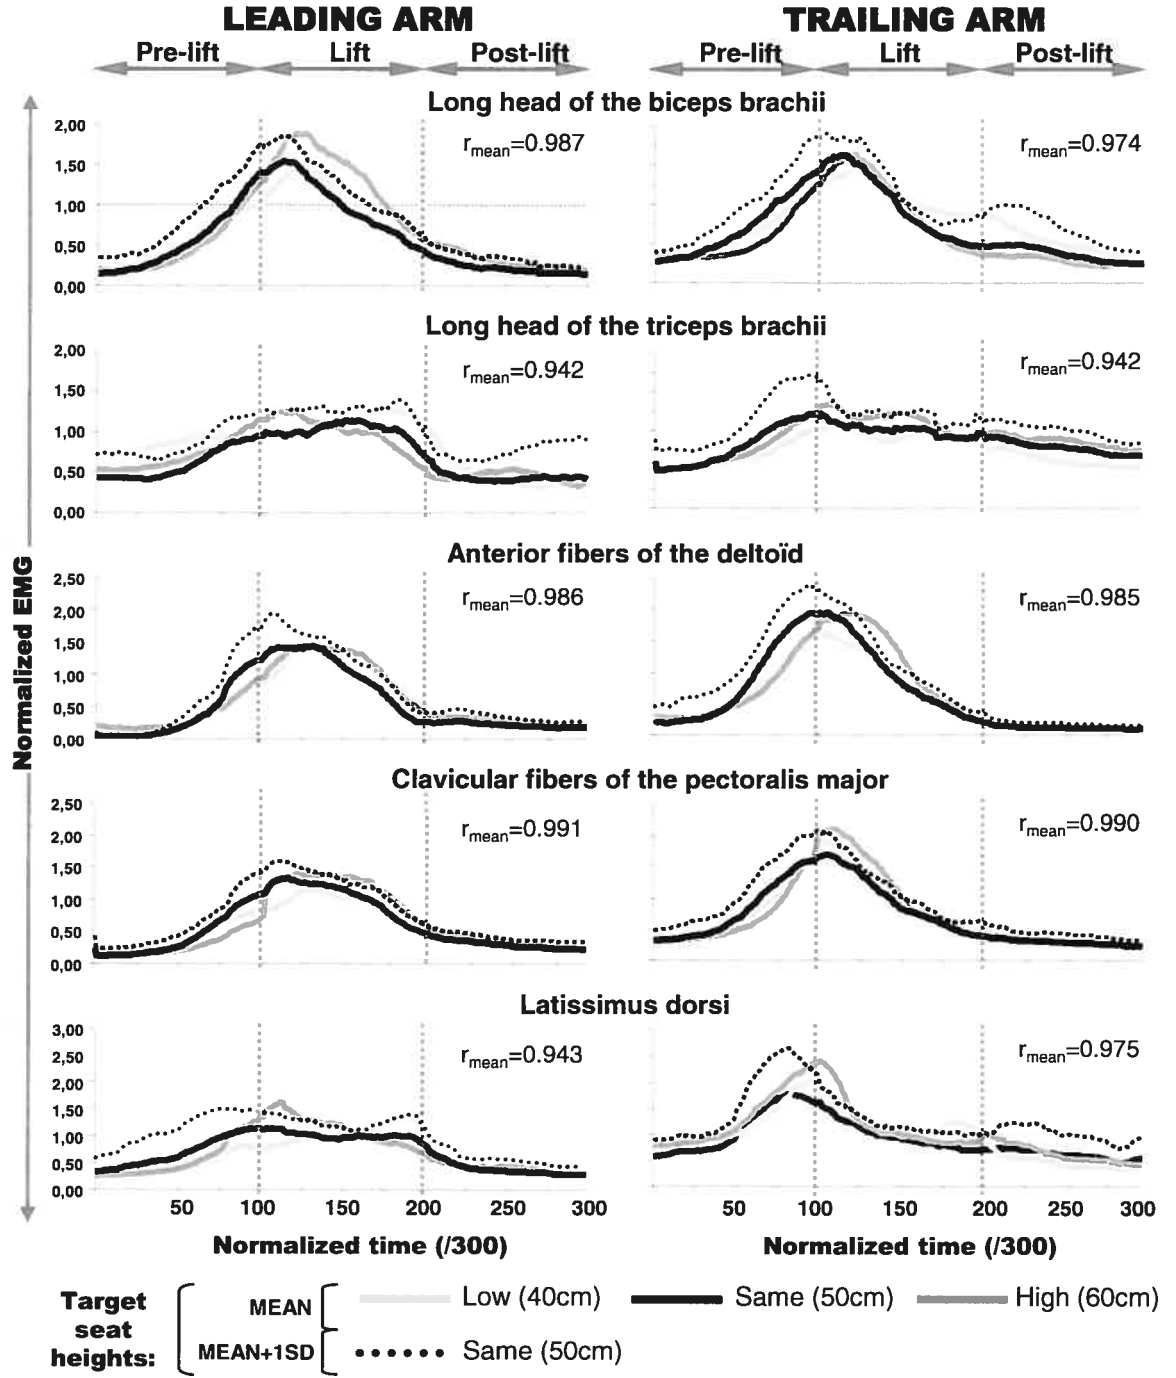 LEADING ARM TRAILING ARM
Pre-lift Lift Post-lift Pre-lift Lift Post-lift
Long head of the biceps brachii
2,00
1,50
1,00
0,50
0,00
rmean=0.987
rmean=0.974
Long head of the triceps brachii
2,00
1,50
1,00
0,50
0,00
rmean=0.942
rmean=0.942
Normalized EMG
Anterior fibers of the deltoïd
2,50
2,00
1,50
1,00
0,50
0,00
rmean=0.986
rmean=0.985
Clavicular fibers of the pectoralis major
2,50
2,00
1,50
1,00
0,50
0,00
rmean=0.991
rmean=0.990
Latissimus dorsi
3,00
2,50
2,00
1,50
1,00
0,50
0,00
rmean=0.943
rmean=0.975
50 100 150 200 250 300 50 100 150 200 250 300
Normalized time (/300) Normalized time (/300)
Target seat heights:
MEAN Low (40cm) Same (50cm) High (60cm)
MEAN+1SD Same (50cm)